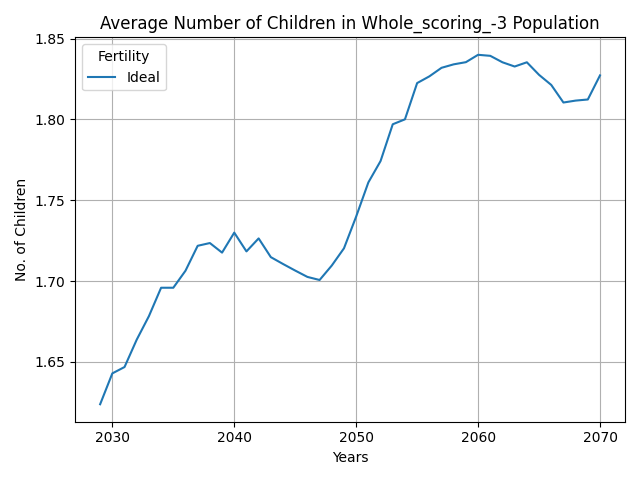 Average Number of Children in Whole_scoring_-3 Population
Fertility
Ideal
1.85
1.80
1.75
1.70
1.65
No. of Children
2030 2040 2050 2060 2070
Years